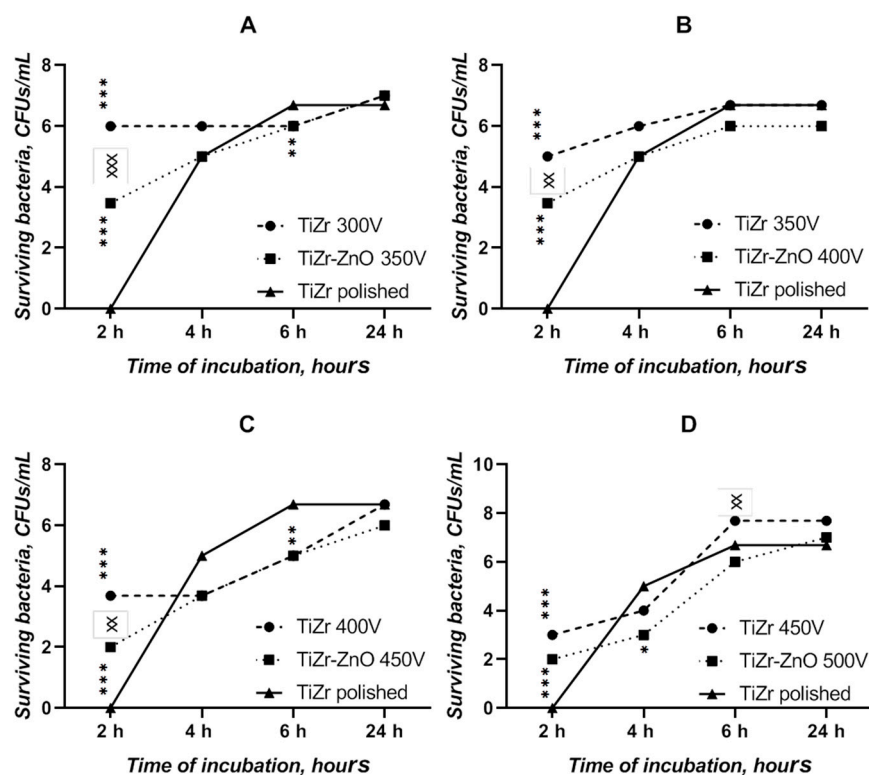 A
Surviving bacteria, CFUs/mL
8
6
4
2
0
***
XXX
***
**
TiZr 300V
TiZr-ZnO 350V
TiZr polished
2 h 4 h 6 h 24 h
Time of incubation, hours
B
Surviving bacteria, CFUs/mL
8
6
4
2
0
***
XX
***
TiZr 350V
TiZr-ZnO 400V
TiZr polished
2 h 4 h 6 h 24 h
Time of incubation, hours
C
Surviving bacteria, CFUs/mL
8
6
4
2
0
***
XX
***
***
TiZr 400V
TiZr-ZnO 450V
TiZr polished
2 h 4 h 6 h 24 h
Time of incubation, hours
D
Surviving bacteria, CFUs/mL
10
8
6
4
2
0
***
***
*
XX
TiZr 450V
TiZr-ZnO 500V
TiZr polished
2 h 4 h 6 h 24 h
Time of incubation, hours